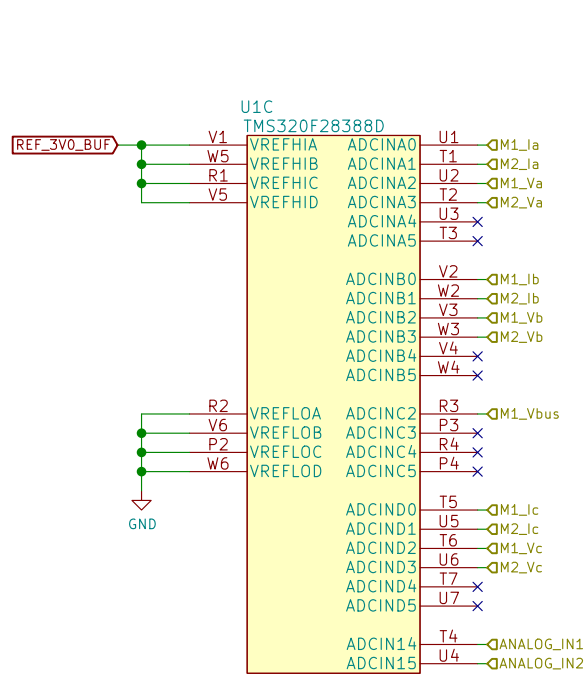 U1C
TMS320F28388D
REF_3V0_BUF V1 VREFHIA ADCINA0 U1 M1_Ia
W5 VREFHIB ADCINA1 T1 M2_Ia
R1 VREFHIC ADCINA2 U2 M1_Va
V5 VREFHID ADCINA3 T2 M2_Va
ADCINA4 U3
ADCINA5 T3
ADCINB0 V2 M1_Ib
ADCINB1 W2 M2_Ib
ADCINB2 V3 M1_Vb
ADCINB3 W3 M2_Vb
ADCINB4 V4
ADCINB5 W4
R2 VREFLOA ADCINC2 R3 M1_Vbus
V6 VREFLOB ADCINC3 P3
P2 VREFLOC ADCINC4 R4
W6 VREFLOD ADCINC5 P4
GND
ADCIND0 T5 M1_Ic
ADCIND1 U5 M2_Ic
ADCIND2 T6 M1_Vc
ADCIND3 U6 M2_Vc
ADCIND4 T7
ADCIND5 U7
ADCIN14 T4 ANALOG_IN1
ADCIN15 U4 ANALOG_IN2